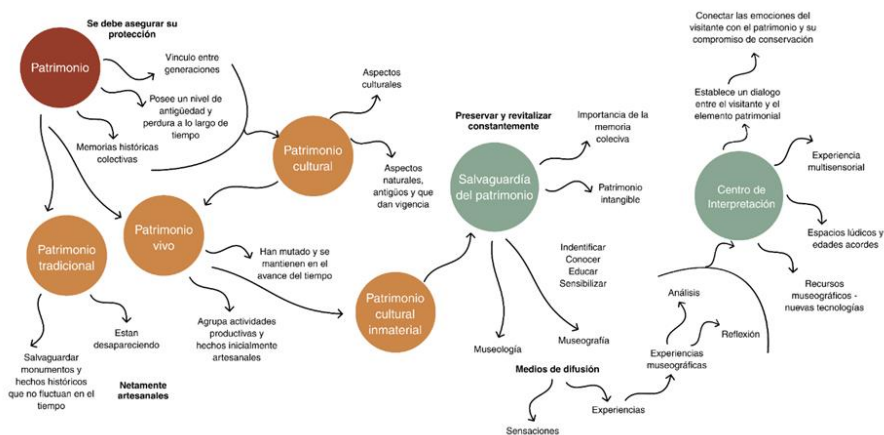 Se debe asegurar su
protección
Patrimonio
Vinculo entre
generaciones
Posee un nivel de
antigüedad y
perdura a lo largo de
tiempo
Memorias históricas
colectivas
Patrimonio
cultural
Aspectos
culturales
Aspectos
naturales,
antigüos y que
dan vigencia
Patrimonio
tradicional
Patrimonio
vivo
Han mutado y se
mantienen en el
avance del tiempo
Agrupa actividades
productivas y
hechos inicialmente
artesanales
Estan
desapareciendo
Salvaguardar
monumentos y
hechos históricos
que no fluctuan en el
tiempo
Netamente
artesanales
Patrimonio
cultural
inmaterial
Preservar y revitalizar
constantemente
Salvaguardía
del patrimonio
Importancia de la
memoria
coleciva
Patrimonio
intangible
Indentificar
Conocer
Educar
Sensibilizar
Museología
Museografía
Medios de difusión
Sensaciones
Experiencias
Experiencias
museográficas
Análisis
Reflexión
Conectar las emociones del
visitante con el patrimonio y su
compromiso de conservación
Establece un dialogo
entre el visitante y el
elemento patrimonial
Centro de
Interpretación
Experiencia
multisensorial
Espacios lúdicos y
edades acordes
Recursos
museográficos -
nuevas tecnologías